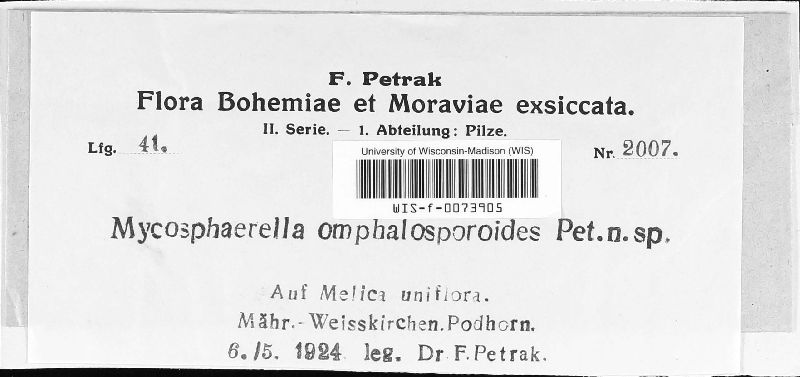 F. Petrak
Flora Bohemiae et Moraviae exsiccata.
II. Serie. — 1. Abteilung: Pilze.
Lfg. 41.
Nr. 2007.
University of Wisconsin-Madison (WIS)
WIS-f-0073905
Mycosphaerella omphalosporoides Pet.n.sp.
Auf Melica uniflora.
Mähr.-Weisskirchen.Podhorn.
6./5. 1924 leg. Dr F.Petrak.